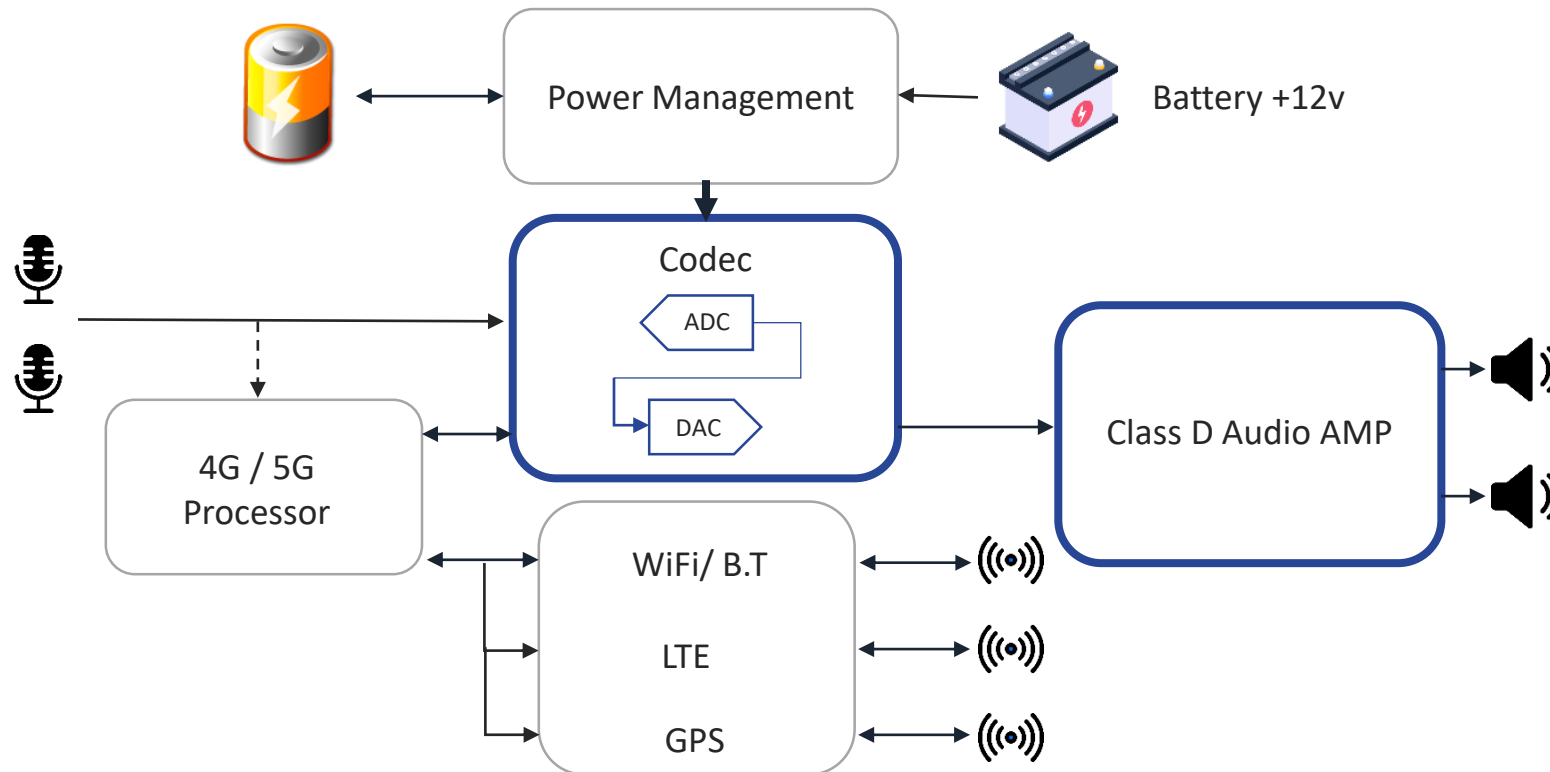 Power Management
Battery +12v
Codec
ADC
DAC
Class D Audio AMP
4G / 5G
Processor
WiFi/ B.T
LTE
GPS